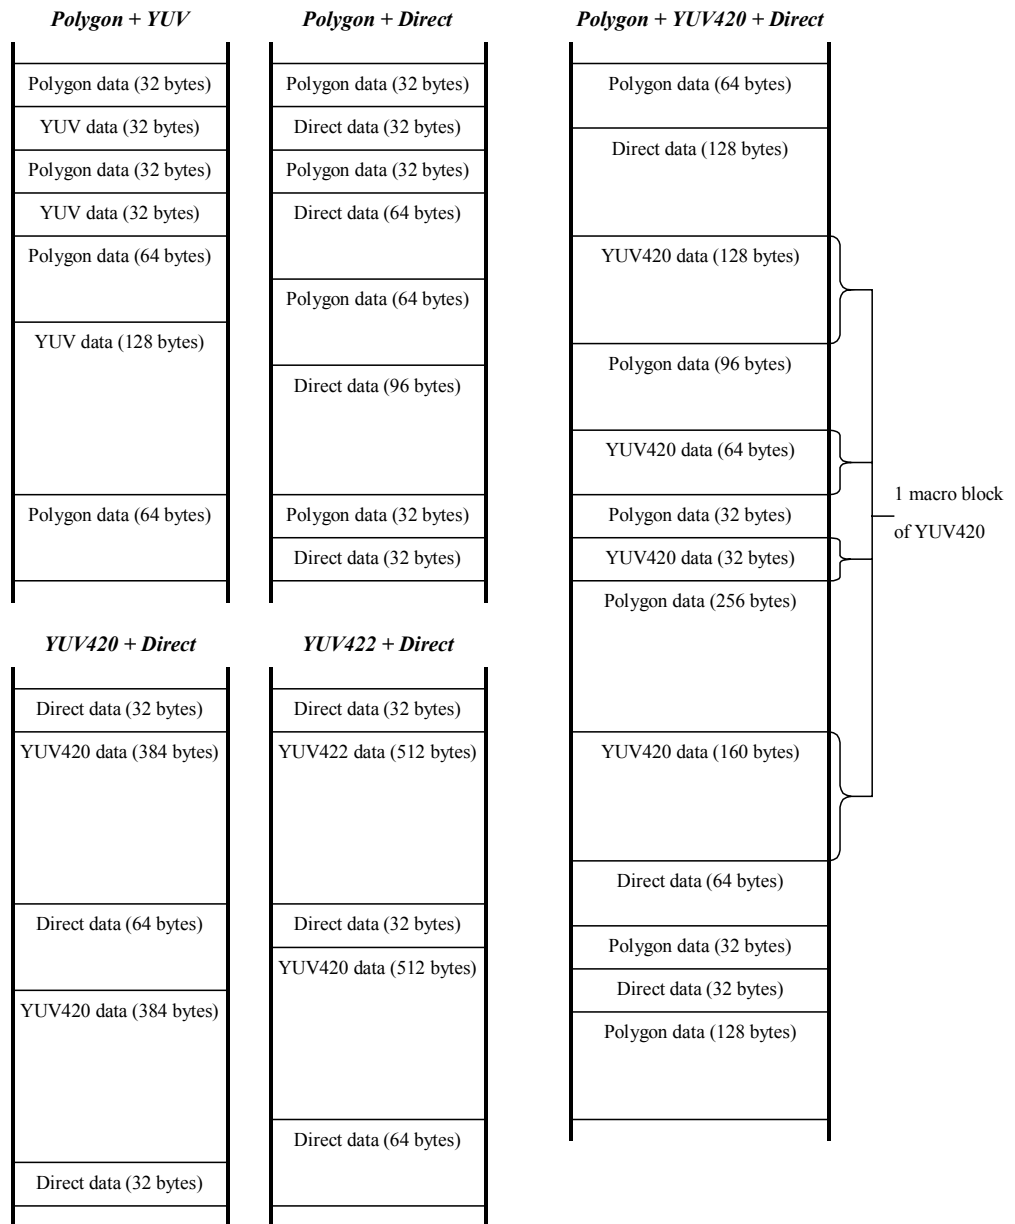 Polygon + YUV
Polygon data (32 bytes)
YUV data (32 bytes)
Polygon data (32 bytes)
YUV data (32 bytes)
Polygon data (64 bytes)
YUV data (128 bytes)
Polygon data (64 bytes)
Polygon + Direct
Polygon data (32 bytes)
Direct data (32 bytes)
Polygon data (32 bytes)
Direct data (64 bytes)
Polygon data (64 bytes)
Direct data (96 bytes)
Polygon data (32 bytes)
Direct data (32 bytes)
Polygon + YUV420 + Direct
Polygon data (64 bytes)
Direct data (128 bytes)
YUV420 data (128 bytes)
Polygon data (96 bytes)
YUV420 data (64 bytes)
Polygon data (32 bytes)
YUV420 data (32 bytes)
Polygon data (256 bytes)
YUV420 data (160 bytes)
Direct data (64 bytes)
Polygon data (32 bytes)
Direct data (32 bytes)
Polygon data (128 bytes)
1 macro block
of YUV420
YUV420 + Direct
Direct data (32 bytes)
YUV420 data (384 bytes)
Direct data (64 bytes)
YUV420 data (384 bytes)
Direct data (32 bytes)
YUV422 + Direct
Direct data (32 bytes)
YUV422 data (512 bytes)
Direct data (32 bytes)
YUV420 data (512 bytes)
Direct data (64 bytes)